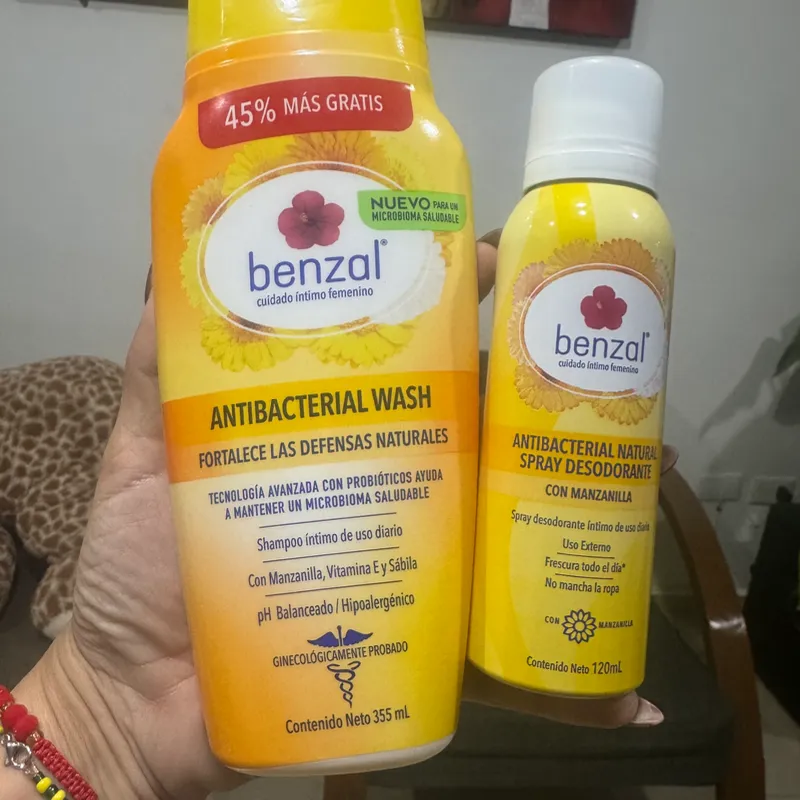 45% MÁS GRATIS
NUEVO PARA UN
MICROBIOMA SALUDABLE
benzal®
cuidado íntimo femenino
ANTIBACTERIAL WASH
FORTALECE LAS DEFENSAS NATURALES
TECNOLOGÍA AVANZADA CON PROBIÓTICOS AYUDA
A MANTENER UN MICROBIOMA SALUDABLE
Shampoo íntimo de uso diario
Con Manzanilla, Vitamina E y Sábila
pH Balanceado / Hipoalergénico
GINECOLÓGICAMENTE PROBADO
Contenido Neto 355 mL
benzal®
cuidado íntimo femenino
ANTIBACTERIAL NATURAL
SPRAY DESODORANTE
CON MANZANILLA
Spray desodorante íntimo de uso diario
Uso Externo
Frescura todo el día*
No mancha la ropa
CON MANZANILLA
Contenido Neto 120mL